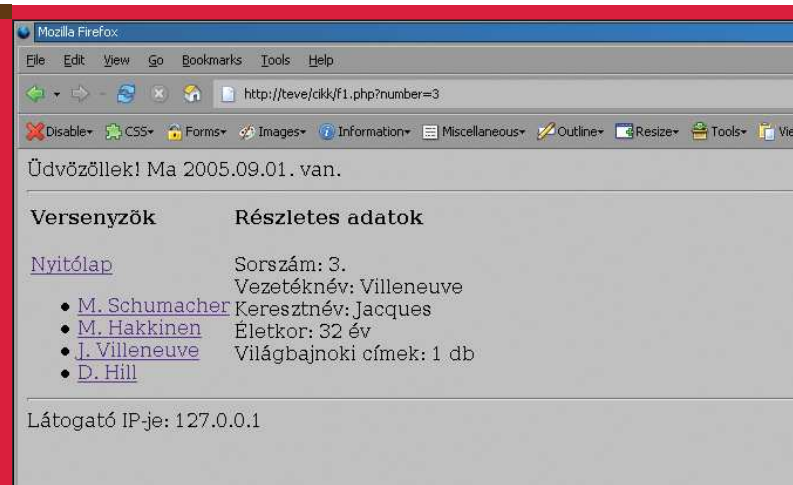 Mozilla Firefox
File Edit View Go Bookmarks Tools Help
http://teve/cikk/f1.php?number=3
Disable CSS Forms Images Information Miscellaneous Outline Resize Tools Vie
Üdvözöllek! Ma 2005.09.01. van.
Versenyzõk
Nyitólap
M. Schumacher
M. Hakkinen
J. Villeneuve
D. Hill
Részletes adatok
Sorszám: 3.
Vezetéknév: Villeneuve
Keresztnév: Jacques
Életkor: 32 év
Világbajnoki címek: 1 db
Látogató IP-je: 127.0.0.1